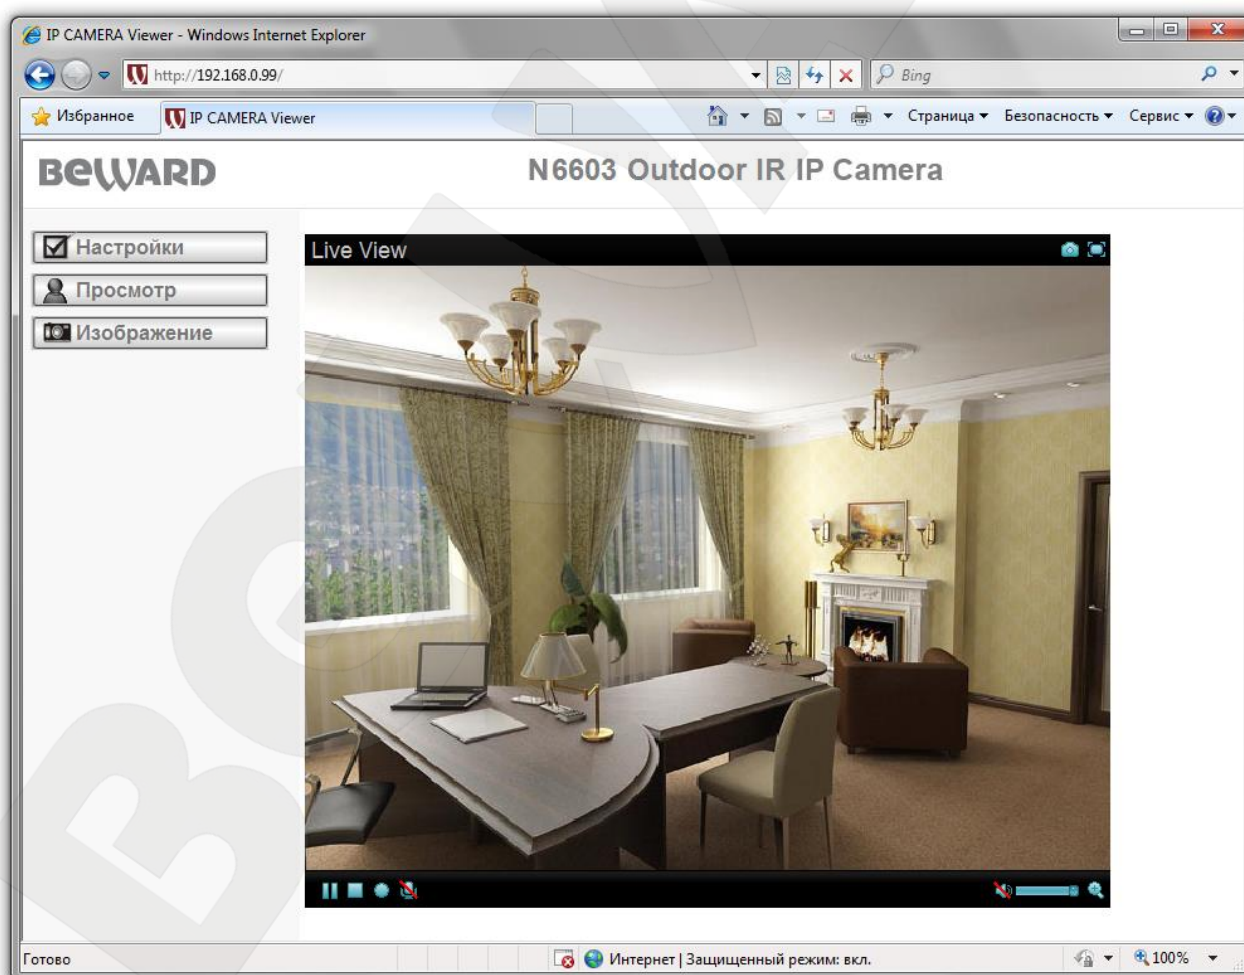 IP CAMERA Viewer - Windows Internet Explorer
http://192.168.0.99/
Bing
Избранное
IP CAMERA Viewer
Страница
Безопасность
Сервис
BEWARD
N6603 Outdoor IR IP Camera
Настройки
Просмотр
Изображение
Live View
Готово
Интернет | Защищенный режим: вкл.
100%
BEWARD